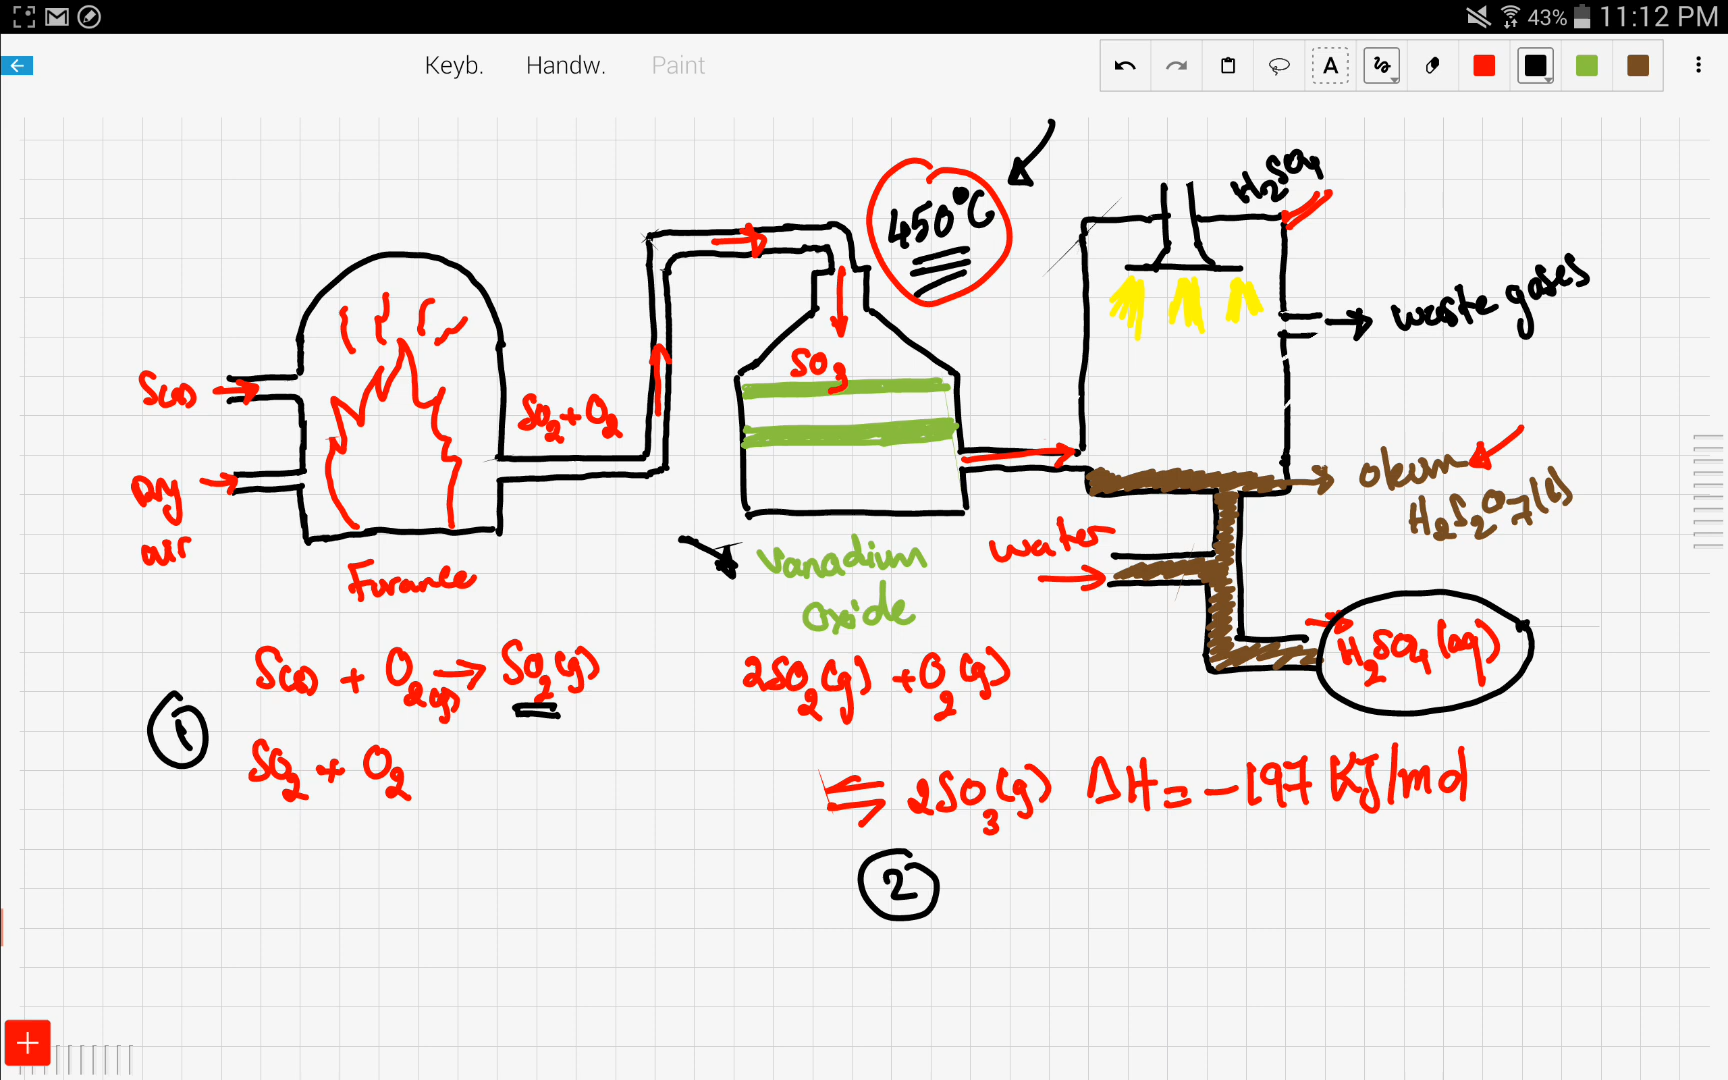 43% 11:12 PM
Keyb. Handw. Paint
A
450°C
H2SO4
waste gases
SO3
S(s)
SO2+O2
Dry
air
oleum
H2S2O7(l)
water
Vanadium
oxide
Furance
H2SO4(aq)
S(s) + O2(g) → SO2(g)
2SO2(g) + O2(g)
1
SO2 + O2
⇌ 2SO3(g) ΔH = -197 KJ/mol
2